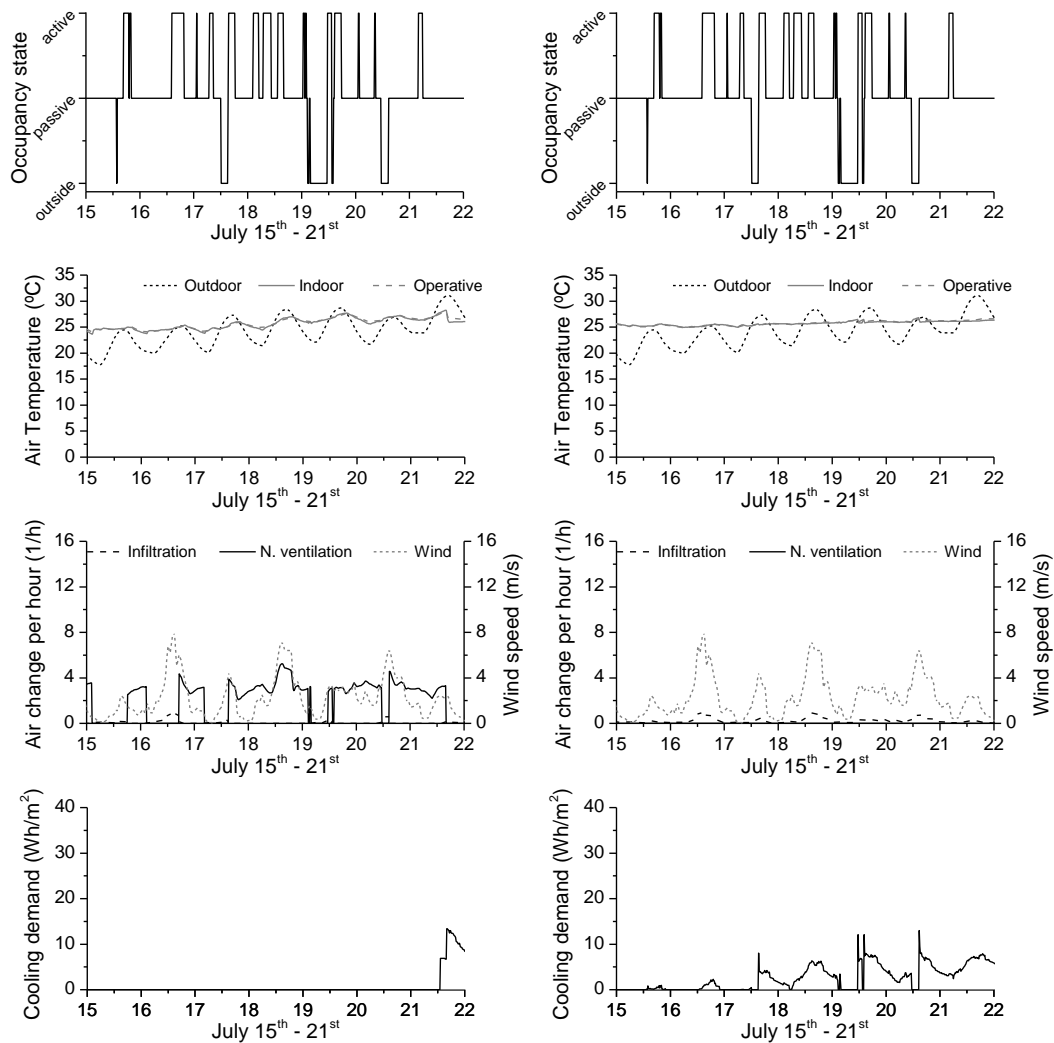 Occupancy state
active
passive
outside
15 16 17 18 19 20 21 22
July 15th - 21st
Occupancy state
active
passive
outside
15 16 17 18 19 20 21 22
July 15th - 21st
Air Temperature (ºC)
35
30
25
20
15
10
5
0
Outdoor Indoor Operative
15 16 17 18 19 20 21 22
July 15th - 21st
Air Temperature (ºC)
35
30
25
20
15
10
5
0
Outdoor Indoor Operative
15 16 17 18 19 20 21 22
July 15th - 21st
Air change per hour (1/h)
16
12
8
4
0
Infiltration N. ventilation Wind
16
12
8
4
0
Wind speed (m/s)
15 16 17 18 19 20 21 22
July 15th - 21st
Air change per hour (1/h)
16
12
8
4
0
Infiltration N. ventilation Wind
16
12
8
4
0
Wind speed (m/s)
15 16 17 18 19 20 21 22
July 15th - 21st
Cooling demand (Wh/m2)
40
30
20
10
0
15 16 17 18 19 20 21 22
July 15th - 21st
Cooling demand (Wh/m2)
40
30
20
10
0
15 16 17 18 19 20 21 22
July 15th - 21st